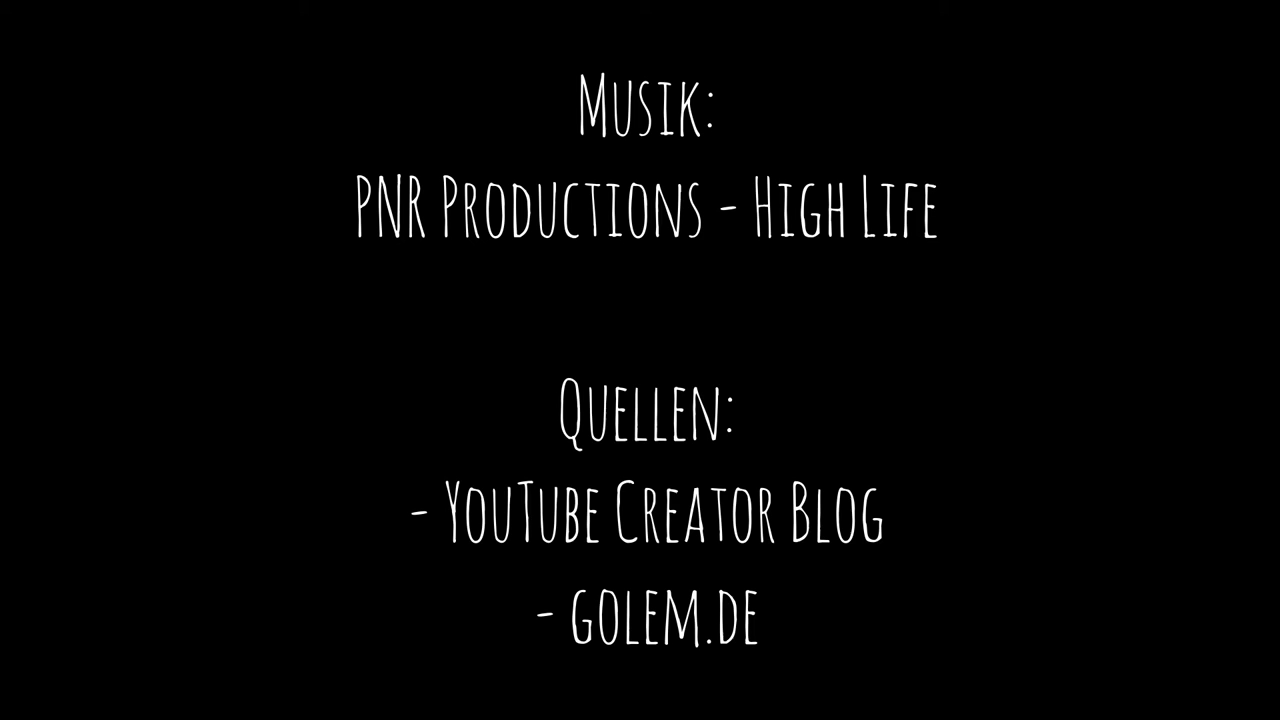 Musik:
PNR Productions - High Life
Quellen:
- YouTube Creator Blog
- golem.de